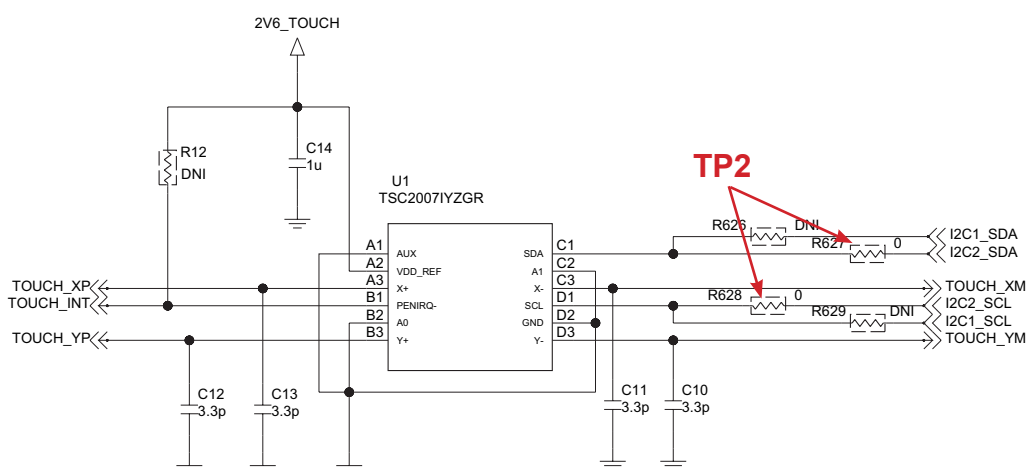 2V6_TOUCH
R12
DNI
C14
1u
U1
TSC2007IYZGR
TP2
R626
DNI
I2C1_SDA
R627
0
I2C2_SDA
A1
AUX
SDA
C1
A2
VDD_REF
A1
C2
TOUCH_XP
A3
X+
X-
C3
TOUCH_XM
TOUCH_INT
B1
PENIRQ-
SCL
D1
R628
0
I2C2_SCL
B2
A0
GND
D2
R629
DNI
I2C1_SCL
TOUCH_YP
B3
Y+
Y-
D3
TOUCH_YM
C12
3.3p
C13
3.3p
C11
3.3p
C10
3.3p